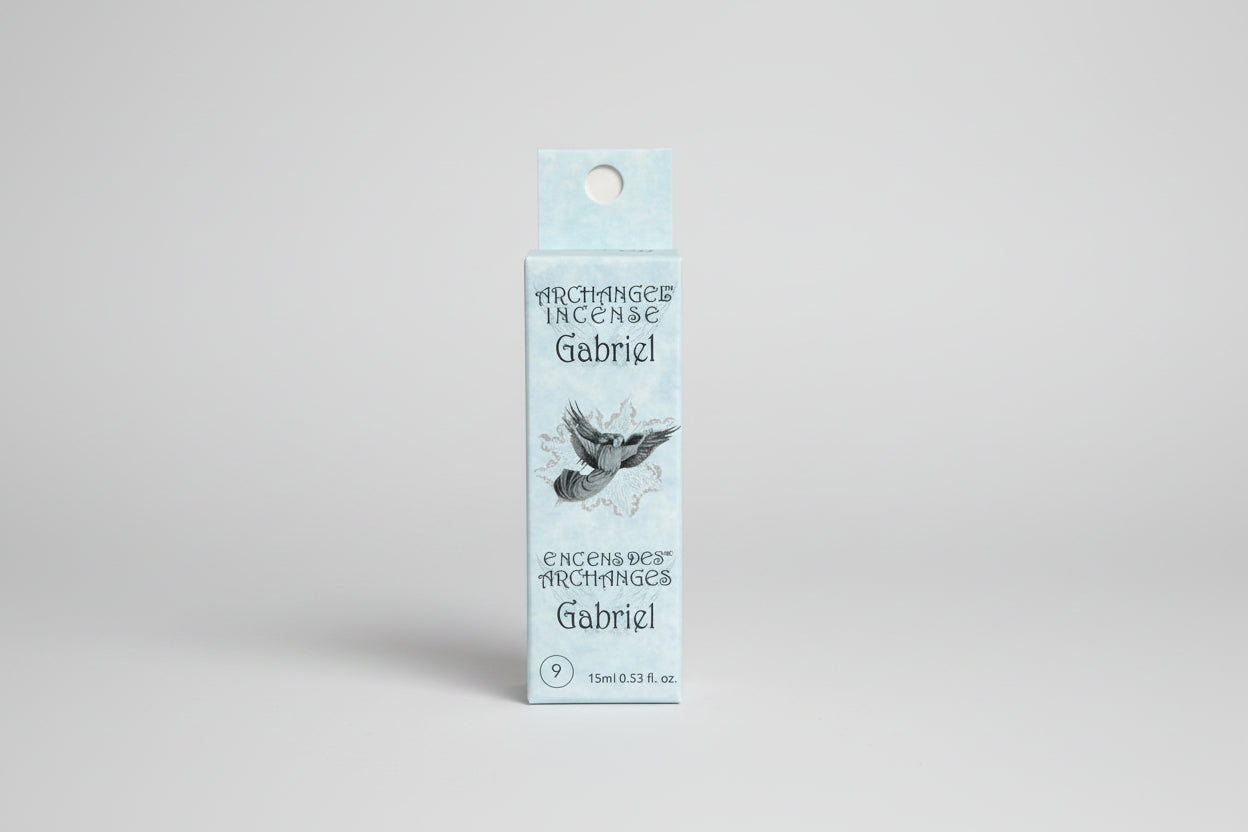 ARCHANGEL™
INCENSE
Gabriel
ENCENS DES MC
ARCHANGES
Gabriel
9
15ml 0.53 fl. oz.